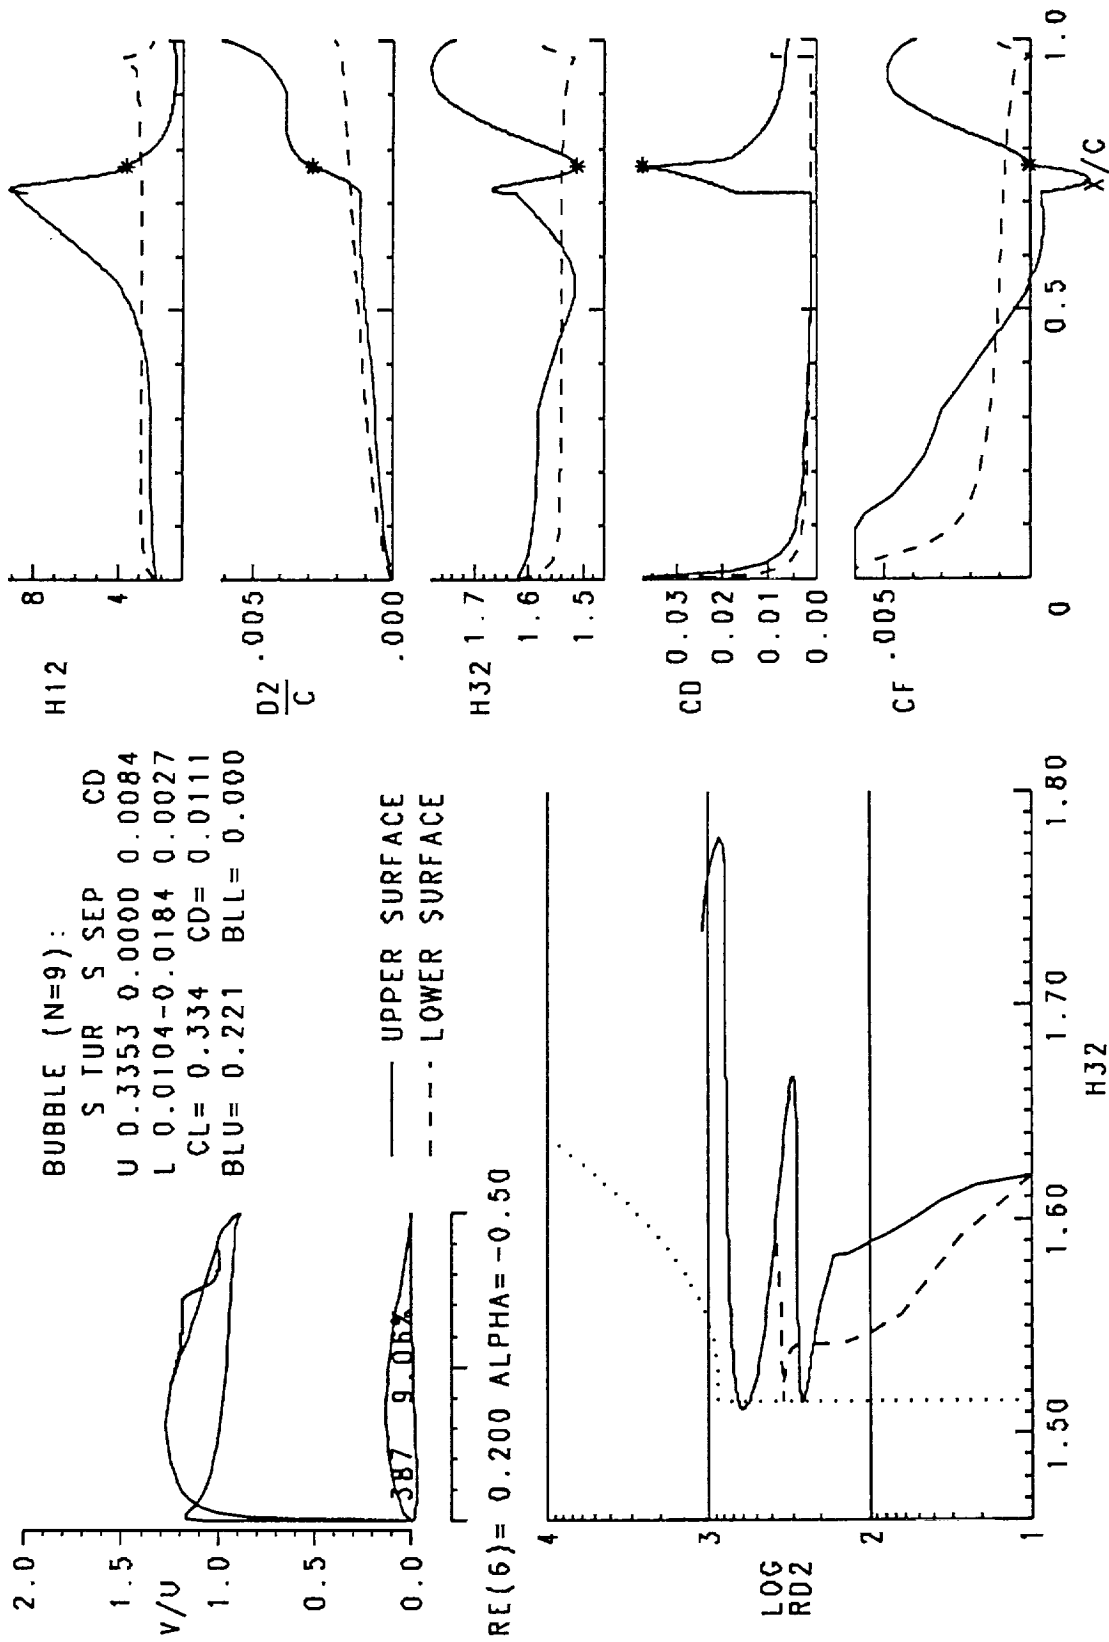 2.0
1.5
V/U
1.0
0.5
0.0
387 9.06%
RE(6)= 0.200 ALPHA=-0.50
BUBBLE (N=9):
S TUR S SEP CD
U 0.3353 0.0000 0.0084
L 0.0104-0.0184 0.0027
CL= 0.334 CD= 0.0111
BLU= 0.221 BLL= 0.000
UPPER SURFACE
LOWER SURFACE
4
3
LOG
RD2
2
1
1.50
1.60
1.70
1.80
H32
H12
8
4
D2
C
.005
.000
H32
1.7
1.6
1.5
CD
0.03
0.02
0.01
0.00
CF
.005
0
0.5
X/C
1.0